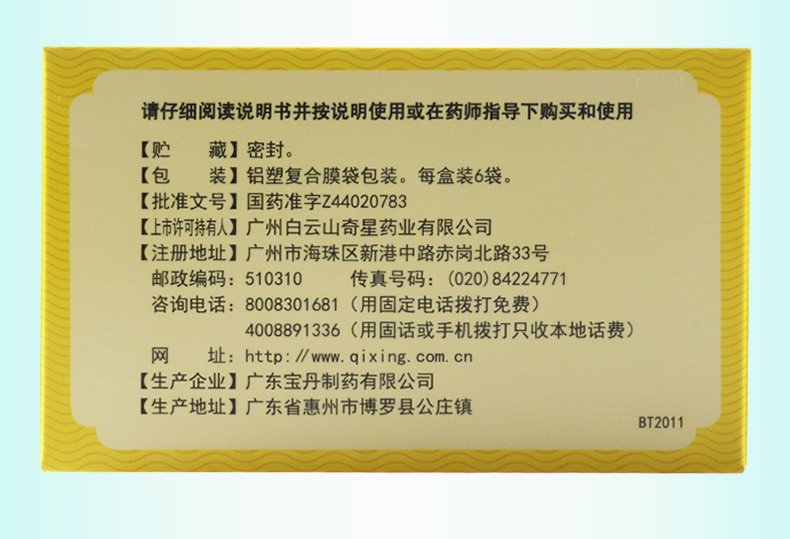 请仔细阅读说明书并按说明使用或在药师指导下购买和使用
【贮 藏】密封。
【包 装】铝塑复合膜袋包装。每盒装6袋。
【批准文号】国药准字Z44020783
【上市许可持有人】广州白云山奇星药业有限公司
【注册地址】广州市海珠区新港中路赤岗北路33号
邮政编码：510310 传真号码：(020)84224771
咨询电话：8008301681（用固定电话拨打免费）
4008891336（用固话或手机拨打只收本地话费）
网 址：http://www.qixing.com.cn
【生产企业】广东宝丹制药有限公司
【生产地址】广东省惠州市博罗县公庄镇
BT2011